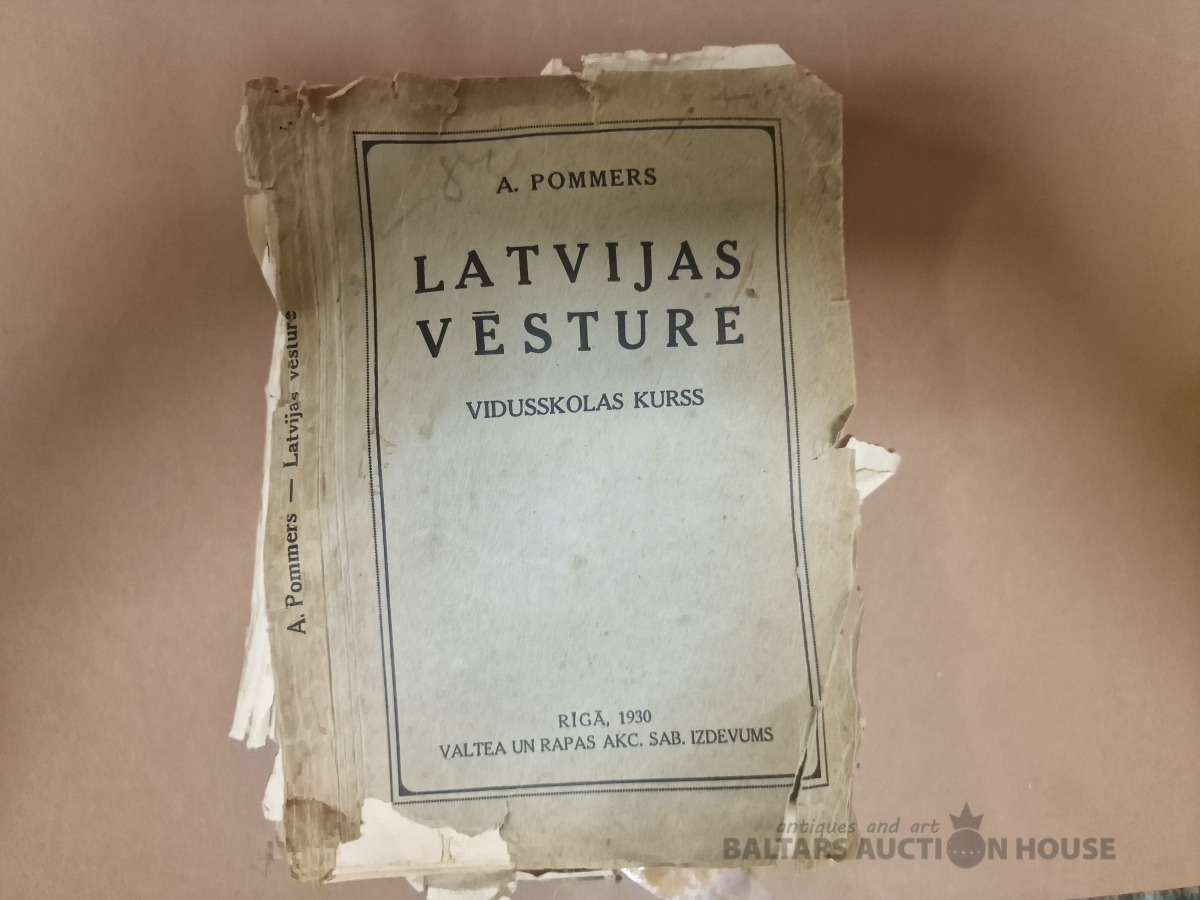 A. POMMERS
LATVIJAS
VĒSTURE
VIDUSSKOLAS KURSS
RĪGĀ, 1930
VALTEA UN RAPAS AKC. SAB. IZDEVUMS
A. Pommers — Latvijas vēsture
antiques and art
BALTARS AUCTION HOUSE